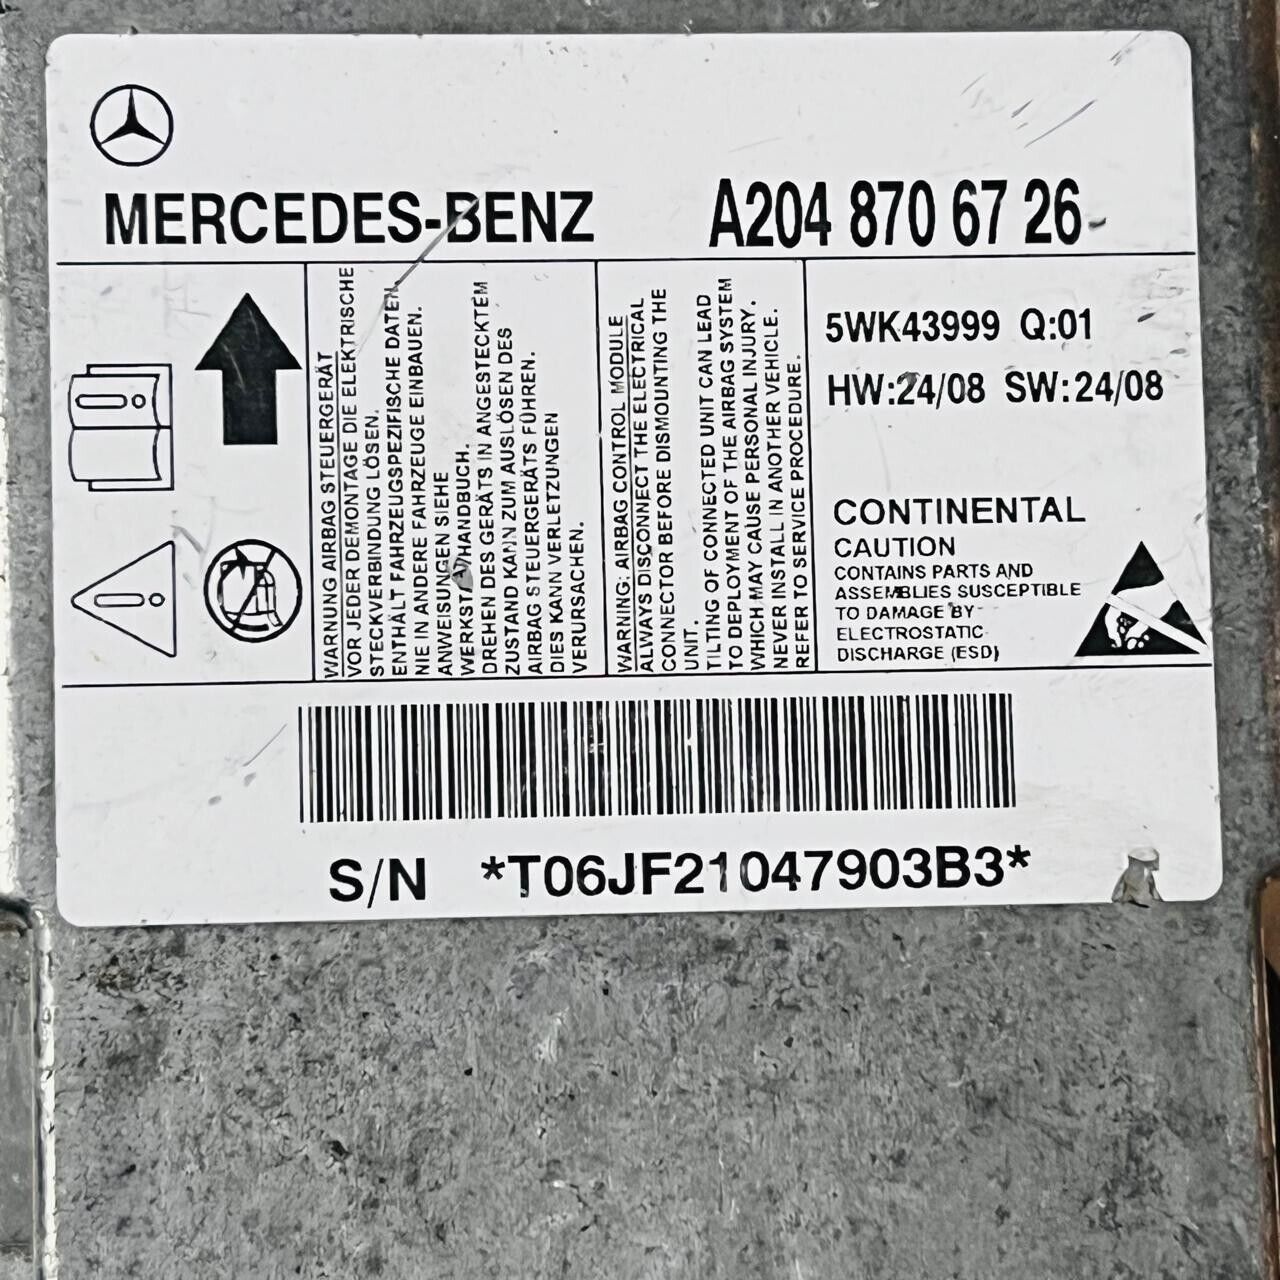 MERCEDES-BENZ
A204 870 67 26
WARNUNG AIRBAG STEUERGERÄT
VOR JEDER DEMONTAGE DIE ELEKTRISCHE
STECKVERBINDUNG LÖSEN.
ENTHÄLT FAHRZEUGSPEZIFISCHE DATEN,
NIE IN ANDERE FAHRZEUGE EINBAUEN.
ANWEISUNGEN SIEHE
WERKSTATTHANDBUCH.
DREHEN DES GERÄTS IN ANGESTECKTEM
ZUSTAND KANN ZUM AUSLÖSEN DES
AIRBAG STEUERGERÄTS FÜHREN.
DIES KANN VERLETZUNGEN
VERURSACHEN.
WARNING: AIRBAG CONTROL MODULE
ALWAYS DISCONNECT THE ELECTRICAL
CONNECTOR BEFORE DISMOUNTING THE
UNIT.
TILTING OF CONNECTED UNIT CAN LEAD
TO DEPLOYMENT OF THE AIRBAG SYSTEM
WHICH MAY CAUSE PERSONAL INJURY.
NEVER INSTALL IN ANOTHER VEHICLE.
REFER TO SERVICE PROCEDURE.
5WK43999 Q:01
HW:24/08 SW:24/08
CONTINENTAL
CAUTION
CONTAINS PARTS AND
ASSEMBLIES SUSCEPTIBLE
TO DAMAGE BY
ELECTROSTATIC
DISCHARGE (ESD)
S/N *T06JF21047903B3*